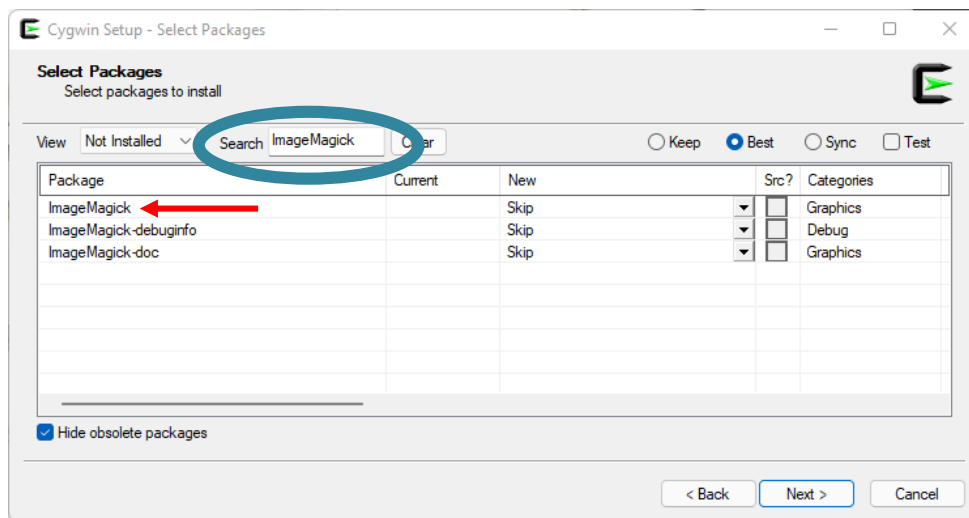 Cygwin Setup - Select Packages
Select Packages
Select packages to install
View Not Installed Search ImageMagick Clear Keep Best Sync Test
Package Current New Src? Categories
ImageMagick Skip Graphics
ImageMagick-debuginfo Skip Debug
ImageMagick-doc Skip Graphics
Hide obsolete packages
< Back Next > Cancel